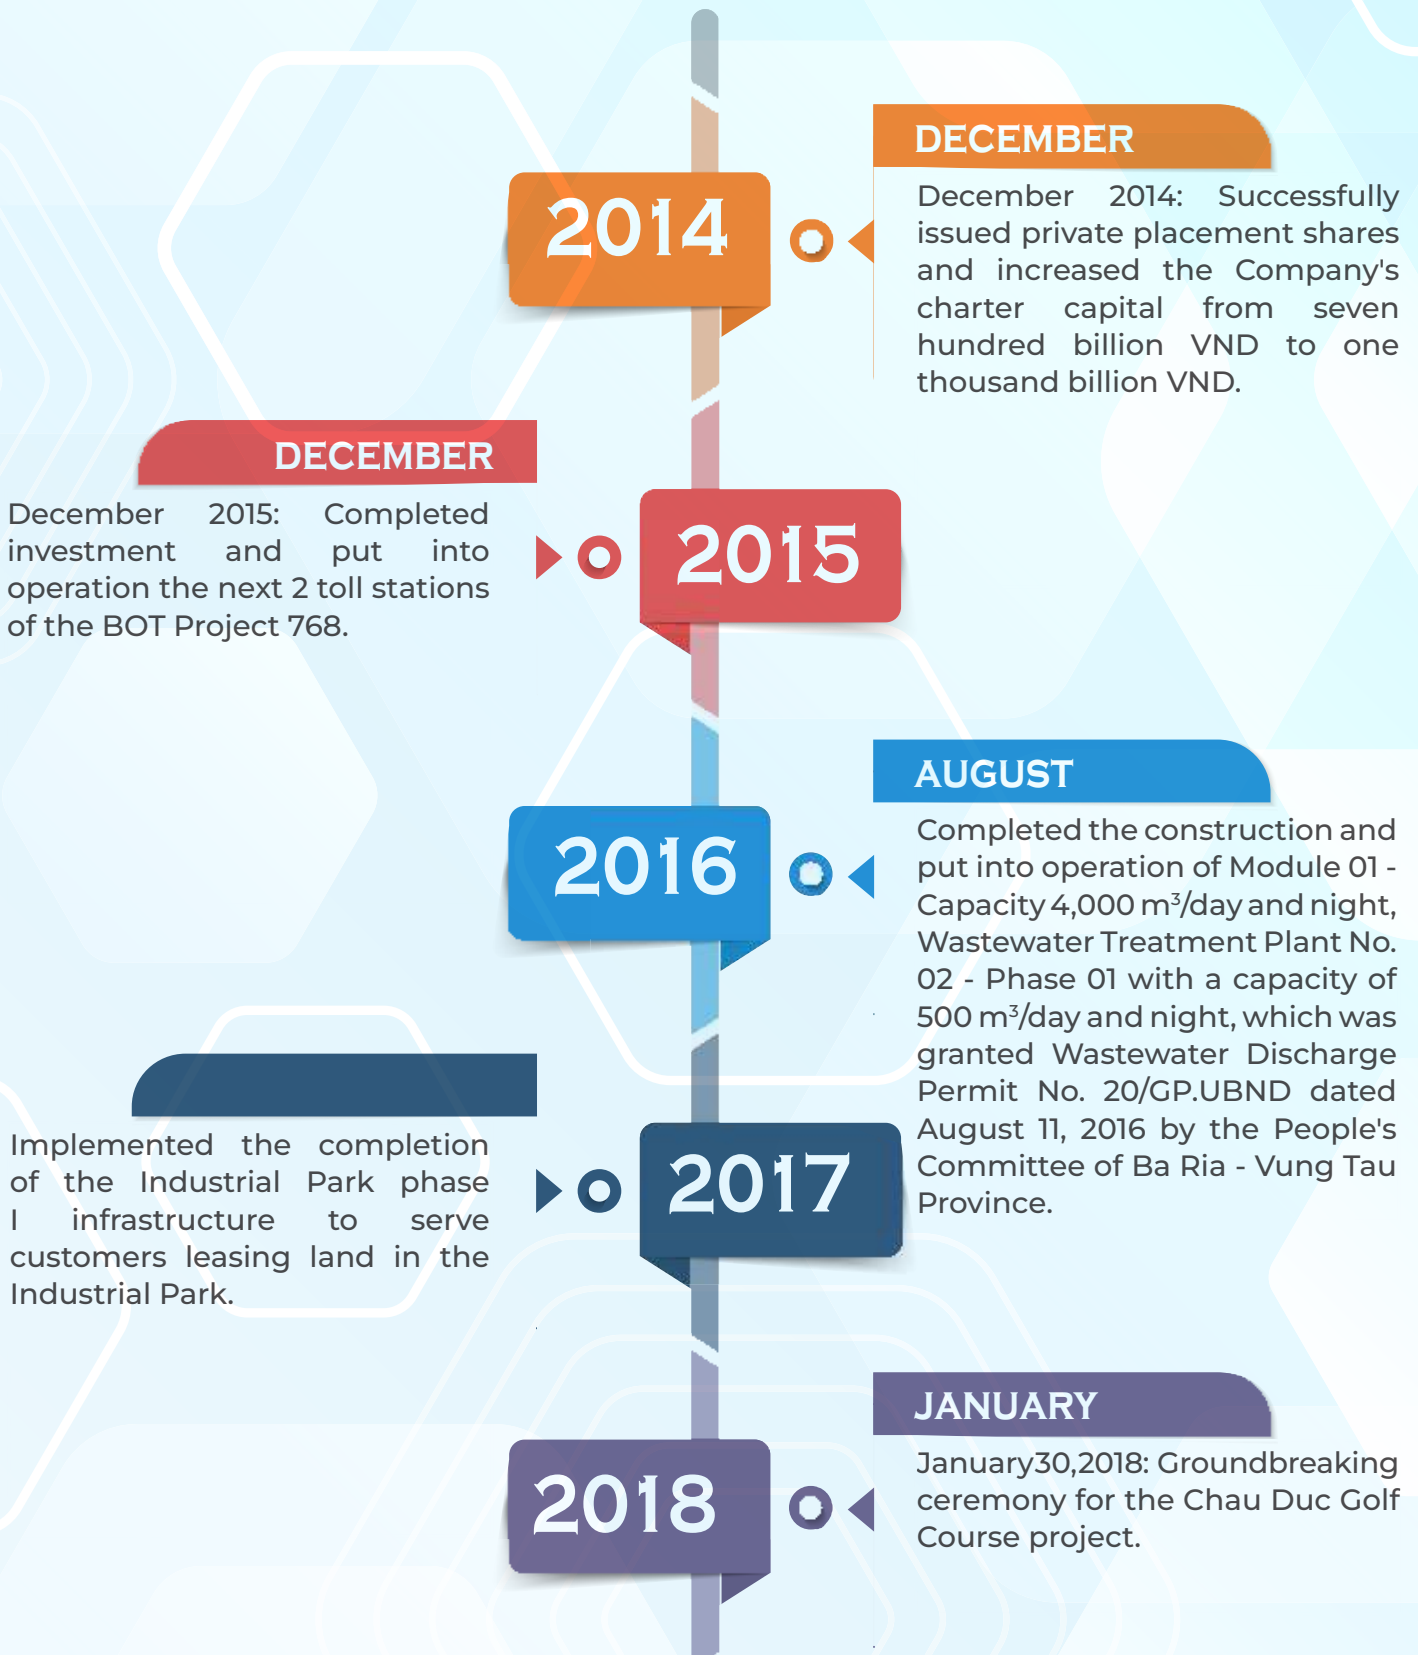 2014
DECEMBER
December 2014: Successfully
issued private placement shares
and increased the Company's
charter capital from seven
hundred billion VND to one
thousand billion VND.
2015
DECEMBER
December 2015: Completed
investment and put into
operation the next 2 toll stations
of the BOT Project 768.
2016
AUGUST
Completed the construction and
put into operation of Module 01 -
Capacity 4,000 m³/day and night,
Wastewater Treatment Plant No.
02 - Phase 01 with a capacity of
500 m³/day and night, which was
granted Wastewater Discharge
Permit No. 20/GP.UBND dated
August 11, 2016 by the People's
Committee of Ba Ria - Vung Tau
Province.
2017
Implemented the completion
of the Industrial Park phase
I infrastructure to serve
customers leasing land in the
Industrial Park.
2018
JANUARY
January30,2018: Groundbreaking
ceremony for the Chau Duc Golf
Course project.